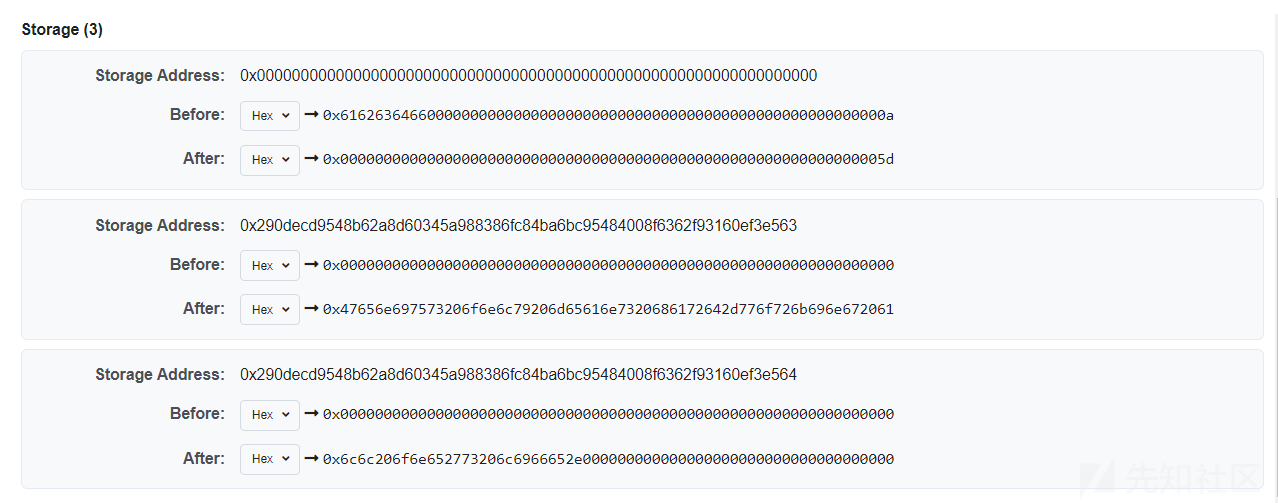 Storage (3)
Storage Address: 0x0000000000000000000000000000000000000000000000000000000000000000
Before: Hex → 0x616263646600000000000000000000000000000000000000000000000000000a
After: Hex → 0x000000000000000000000000000000000000000000000000000000000000005d
Storage Address: 0x290decd9548b62a8d60345a988386fc84ba6bc95484008f6362f93160ef3e563
Before: Hex → 0x0000000000000000000000000000000000000000000000000000000000000000
After: Hex → 0x47656e697573206f6e6c79206d65616e7320686172642d776f726b696e672061
Storage Address: 0x290decd9548b62a8d60345a988386fc84ba6bc95484008f6362f93160ef3e564
Before: Hex → 0x0000000000000000000000000000000000000000000000000000000000000000
After: Hex → 0x6c6c206f6e652773206c6966652e000000000000000000000000000000000000
先知社区